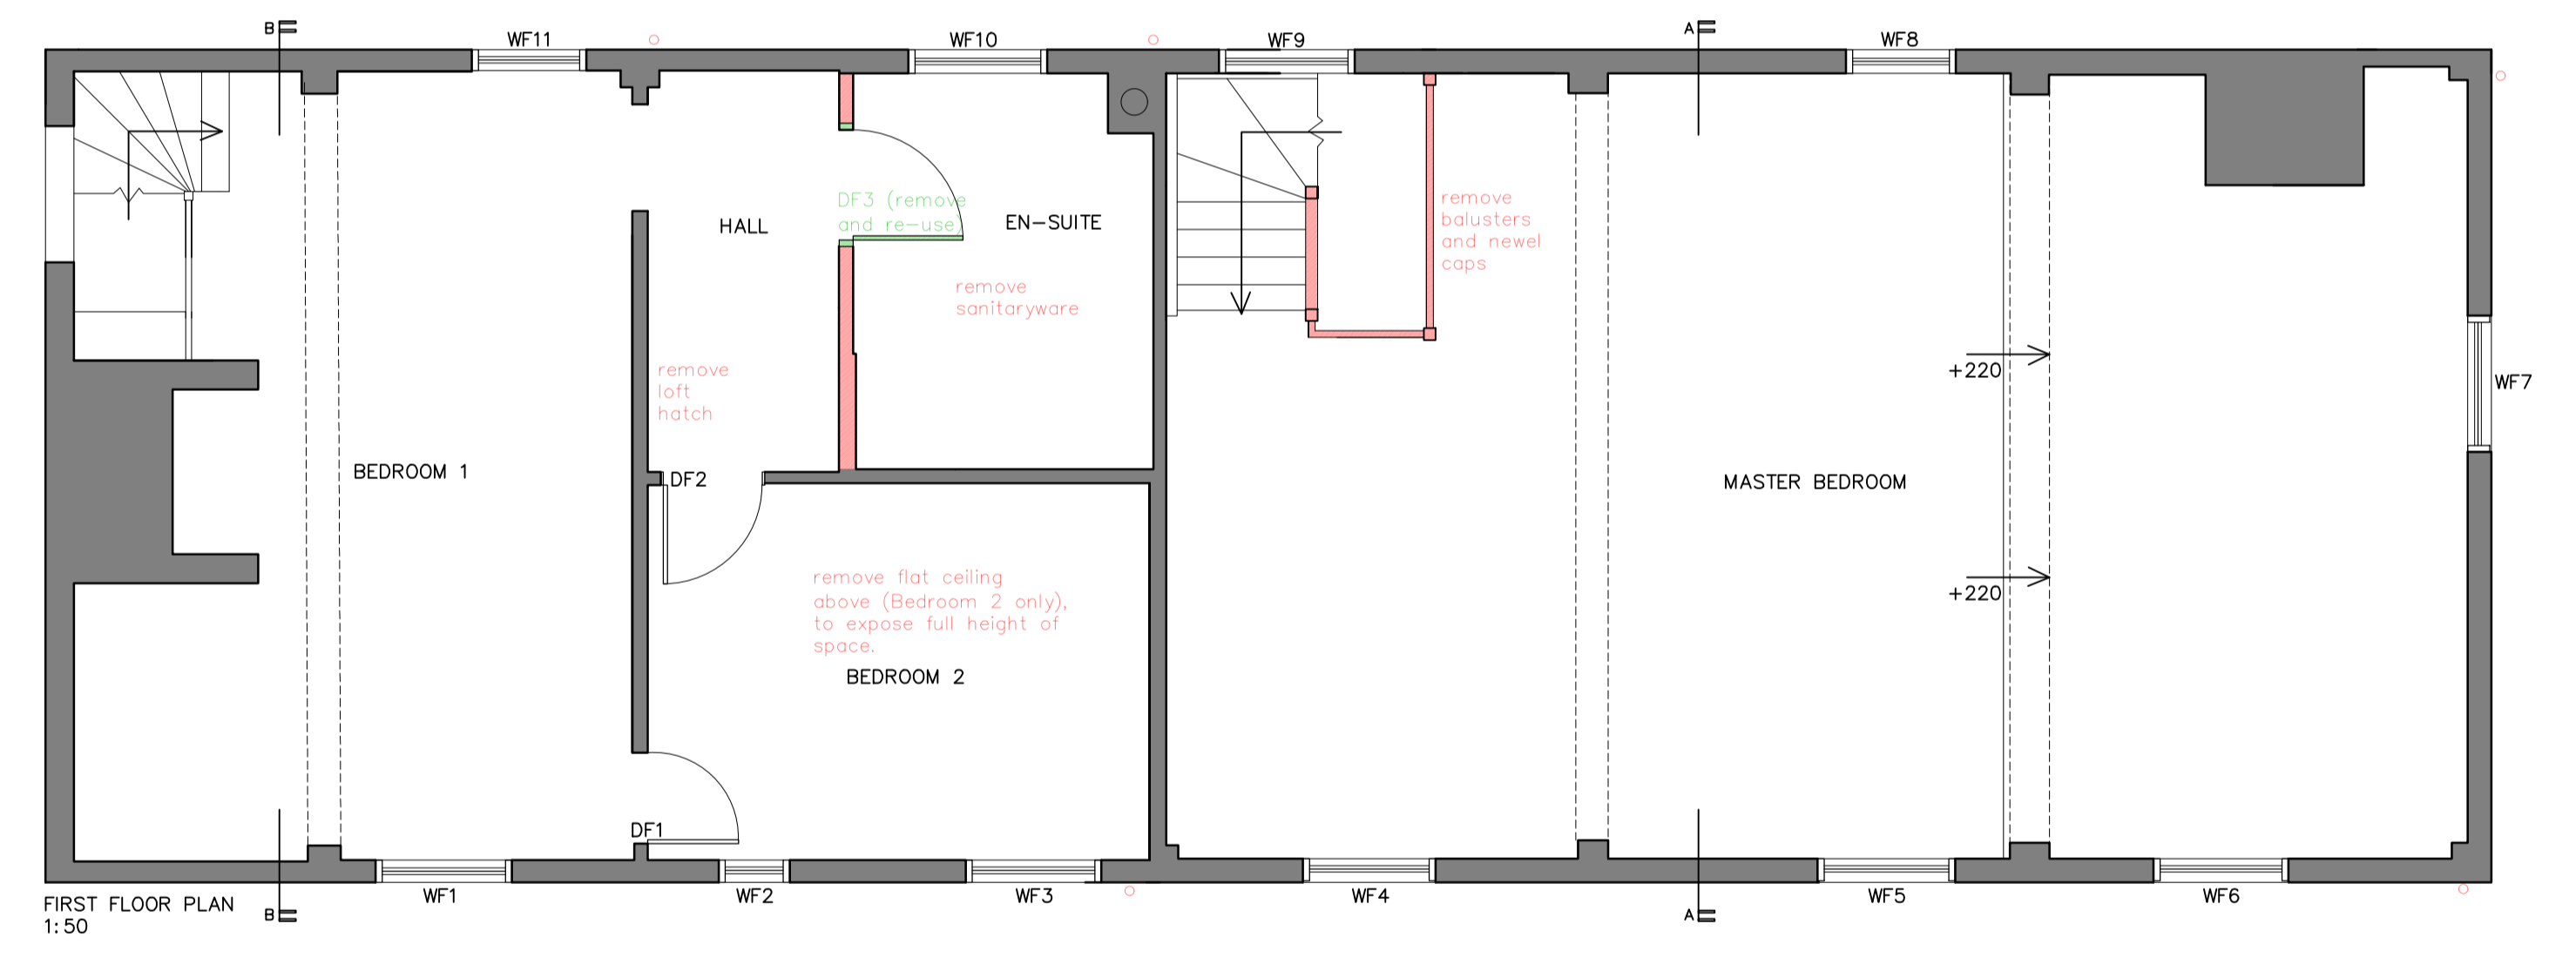 B
WF11
WF10
WF9
A
WF8
DF3 (remove
and re-use)
HALL
EN-SUITE
remove
balusters
and newel
caps
remove
sanitaryware
remove
loft
hatch
+220
WF7
BEDROOM 1
DF2
MASTER BEDROOM
remove flat ceiling
above (Bedroom 2 only),
to expose full height of
space.
+220
BEDROOM 2
DF1
WF1
WF2
WF3
WF4
WF5
WF6
FIRST FLOOR PLAN
1:50
B
A